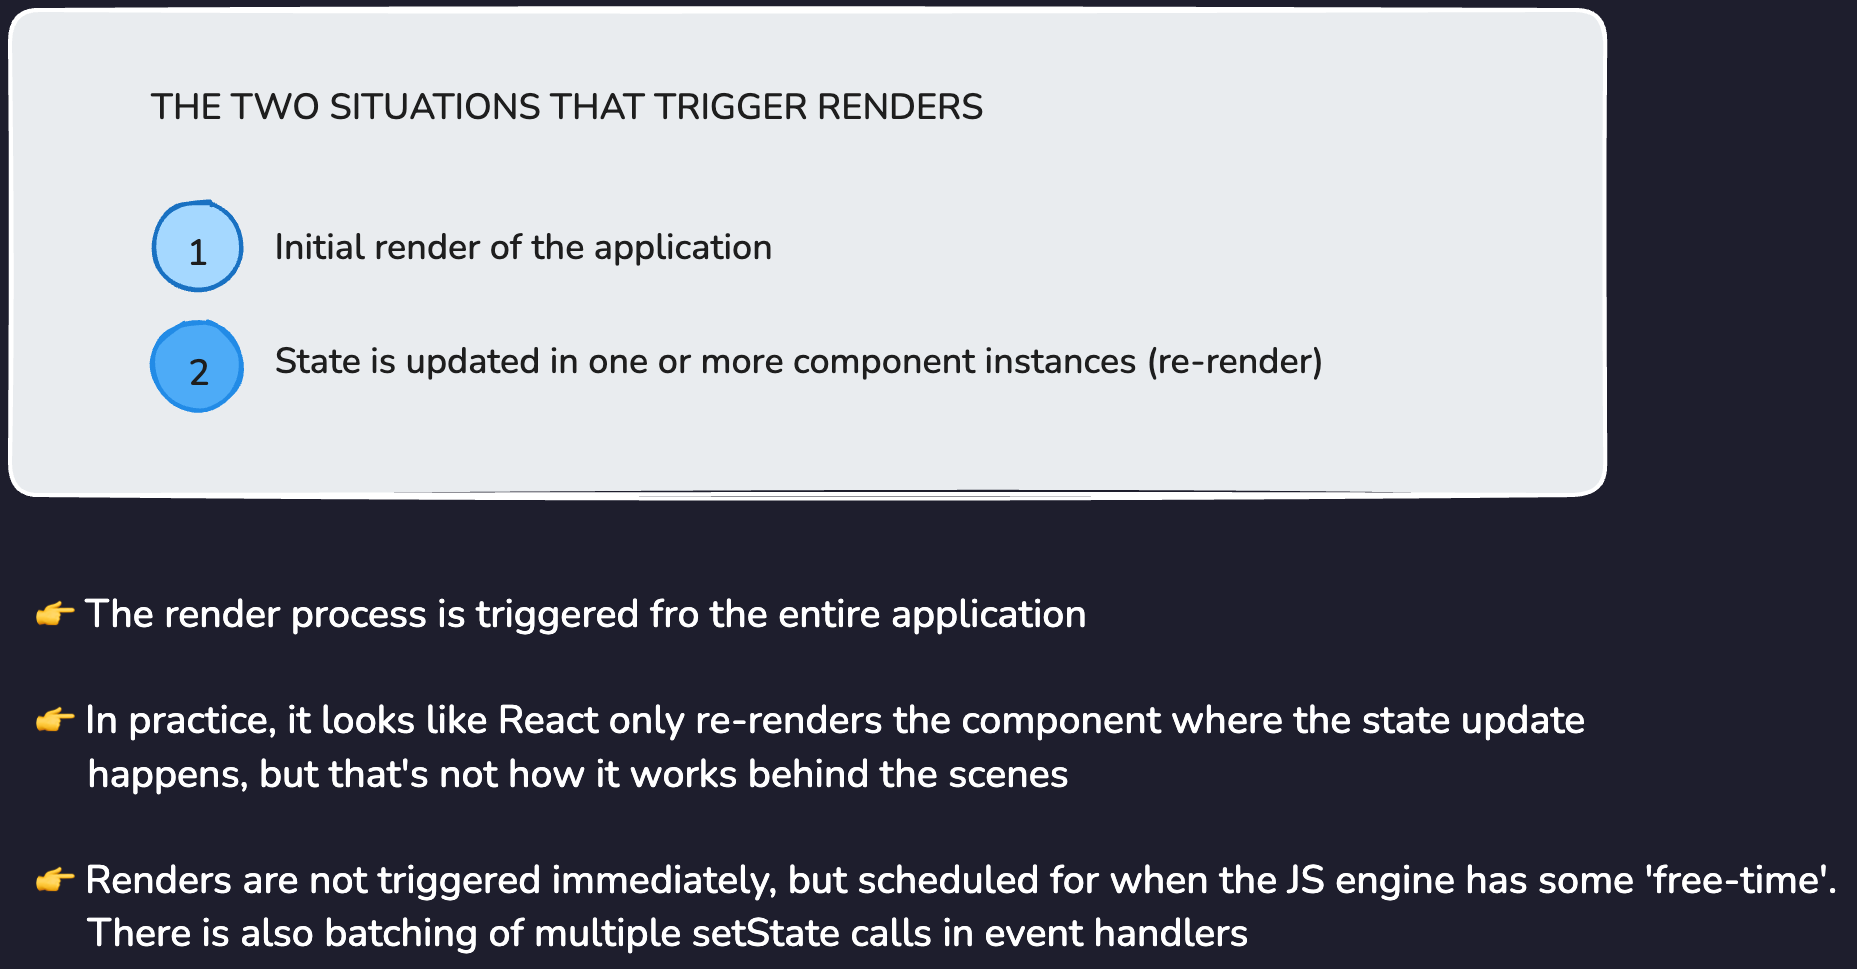 THE TWO SITUATIONS THAT TRIGGER RENDERS
1 Initial render of the application
2 State is updated in one or more component instances (re-render)
👉 The render process is triggered fro the entire application
👉 In practice, it looks like React only re-renders the component where the state update
happens, but that's not how it works behind the scenes
👉 Renders are not triggered immediately, but scheduled for when the JS engine has some 'free-time'.
There is also batching of multiple setState calls in event handlers